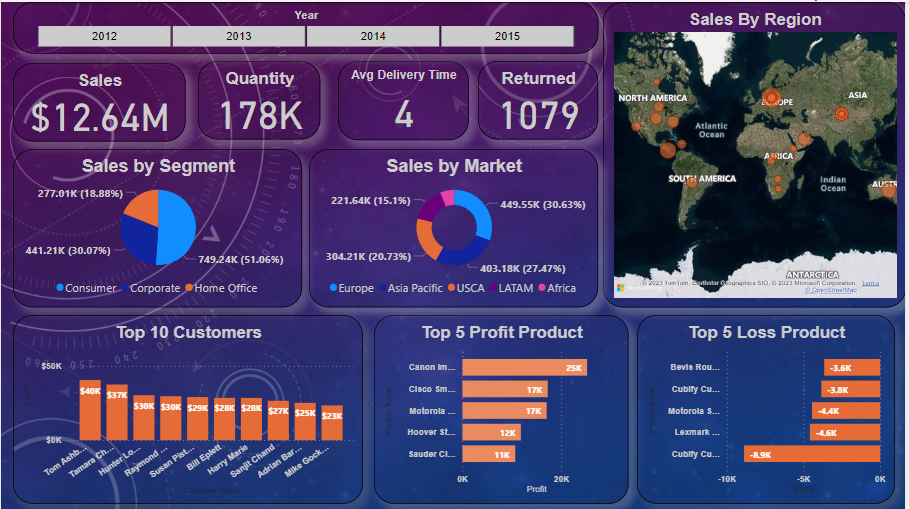 Year
2012 2013 2014 2015
Sales
$12.64M
Quantity
178K
Avg Delivery Time
4
Returned
1079
Sales By Region
NORTH AMERICA
EUROPE
ASIA
Atlantic
Ocean
AFRICA
SOUTH AMERICA
Indian
Ocean
AUST
ANTARCTICA
© 2023 TomTom, Earthstar Geographics SIO, © 2023 Microsoft Corporation, Terms
© OpenStreetMap
Microsoft
Sales by Segment
277.01K (18.88%)
441.21K (30.07%)
749.24K (51.06%)
Consumer Corporate Home Office
Sales by Market
221.64K (15.1%)
449.55K (30.63%)
304.21K (20.73%)
403.18K (27.47%)
Europe Asia Pacific USCA LATAM Africa
Top 10 Customers
$50K
$40K $37K $30K $30K $29K $28K $28K $27K $25K $23K
$0K
Tom Ashb... Tamara Ch... Hunter Lo... Raymond ... Susan Pist... Bill Eplett Harry Marie Sanjit Chand Adrian Bar... Mike Gock...
Customer Name
Top 5 Profit Product
Product Name
Canon Im... 25K
Cisco Sm... 17K
Motorola ... 17K
Hoover St... 12K
Sauder Cl... 11K
0K 20K
Profit
Top 5 Loss Product
Product Name
Bevis Rou... -3.6K
Cubify Cu... -3.8K
Motorola S... -4.4K
Lexmark ... -4.6K
Cubify Cu... -8.9K
-10K -5K 0K
Profit